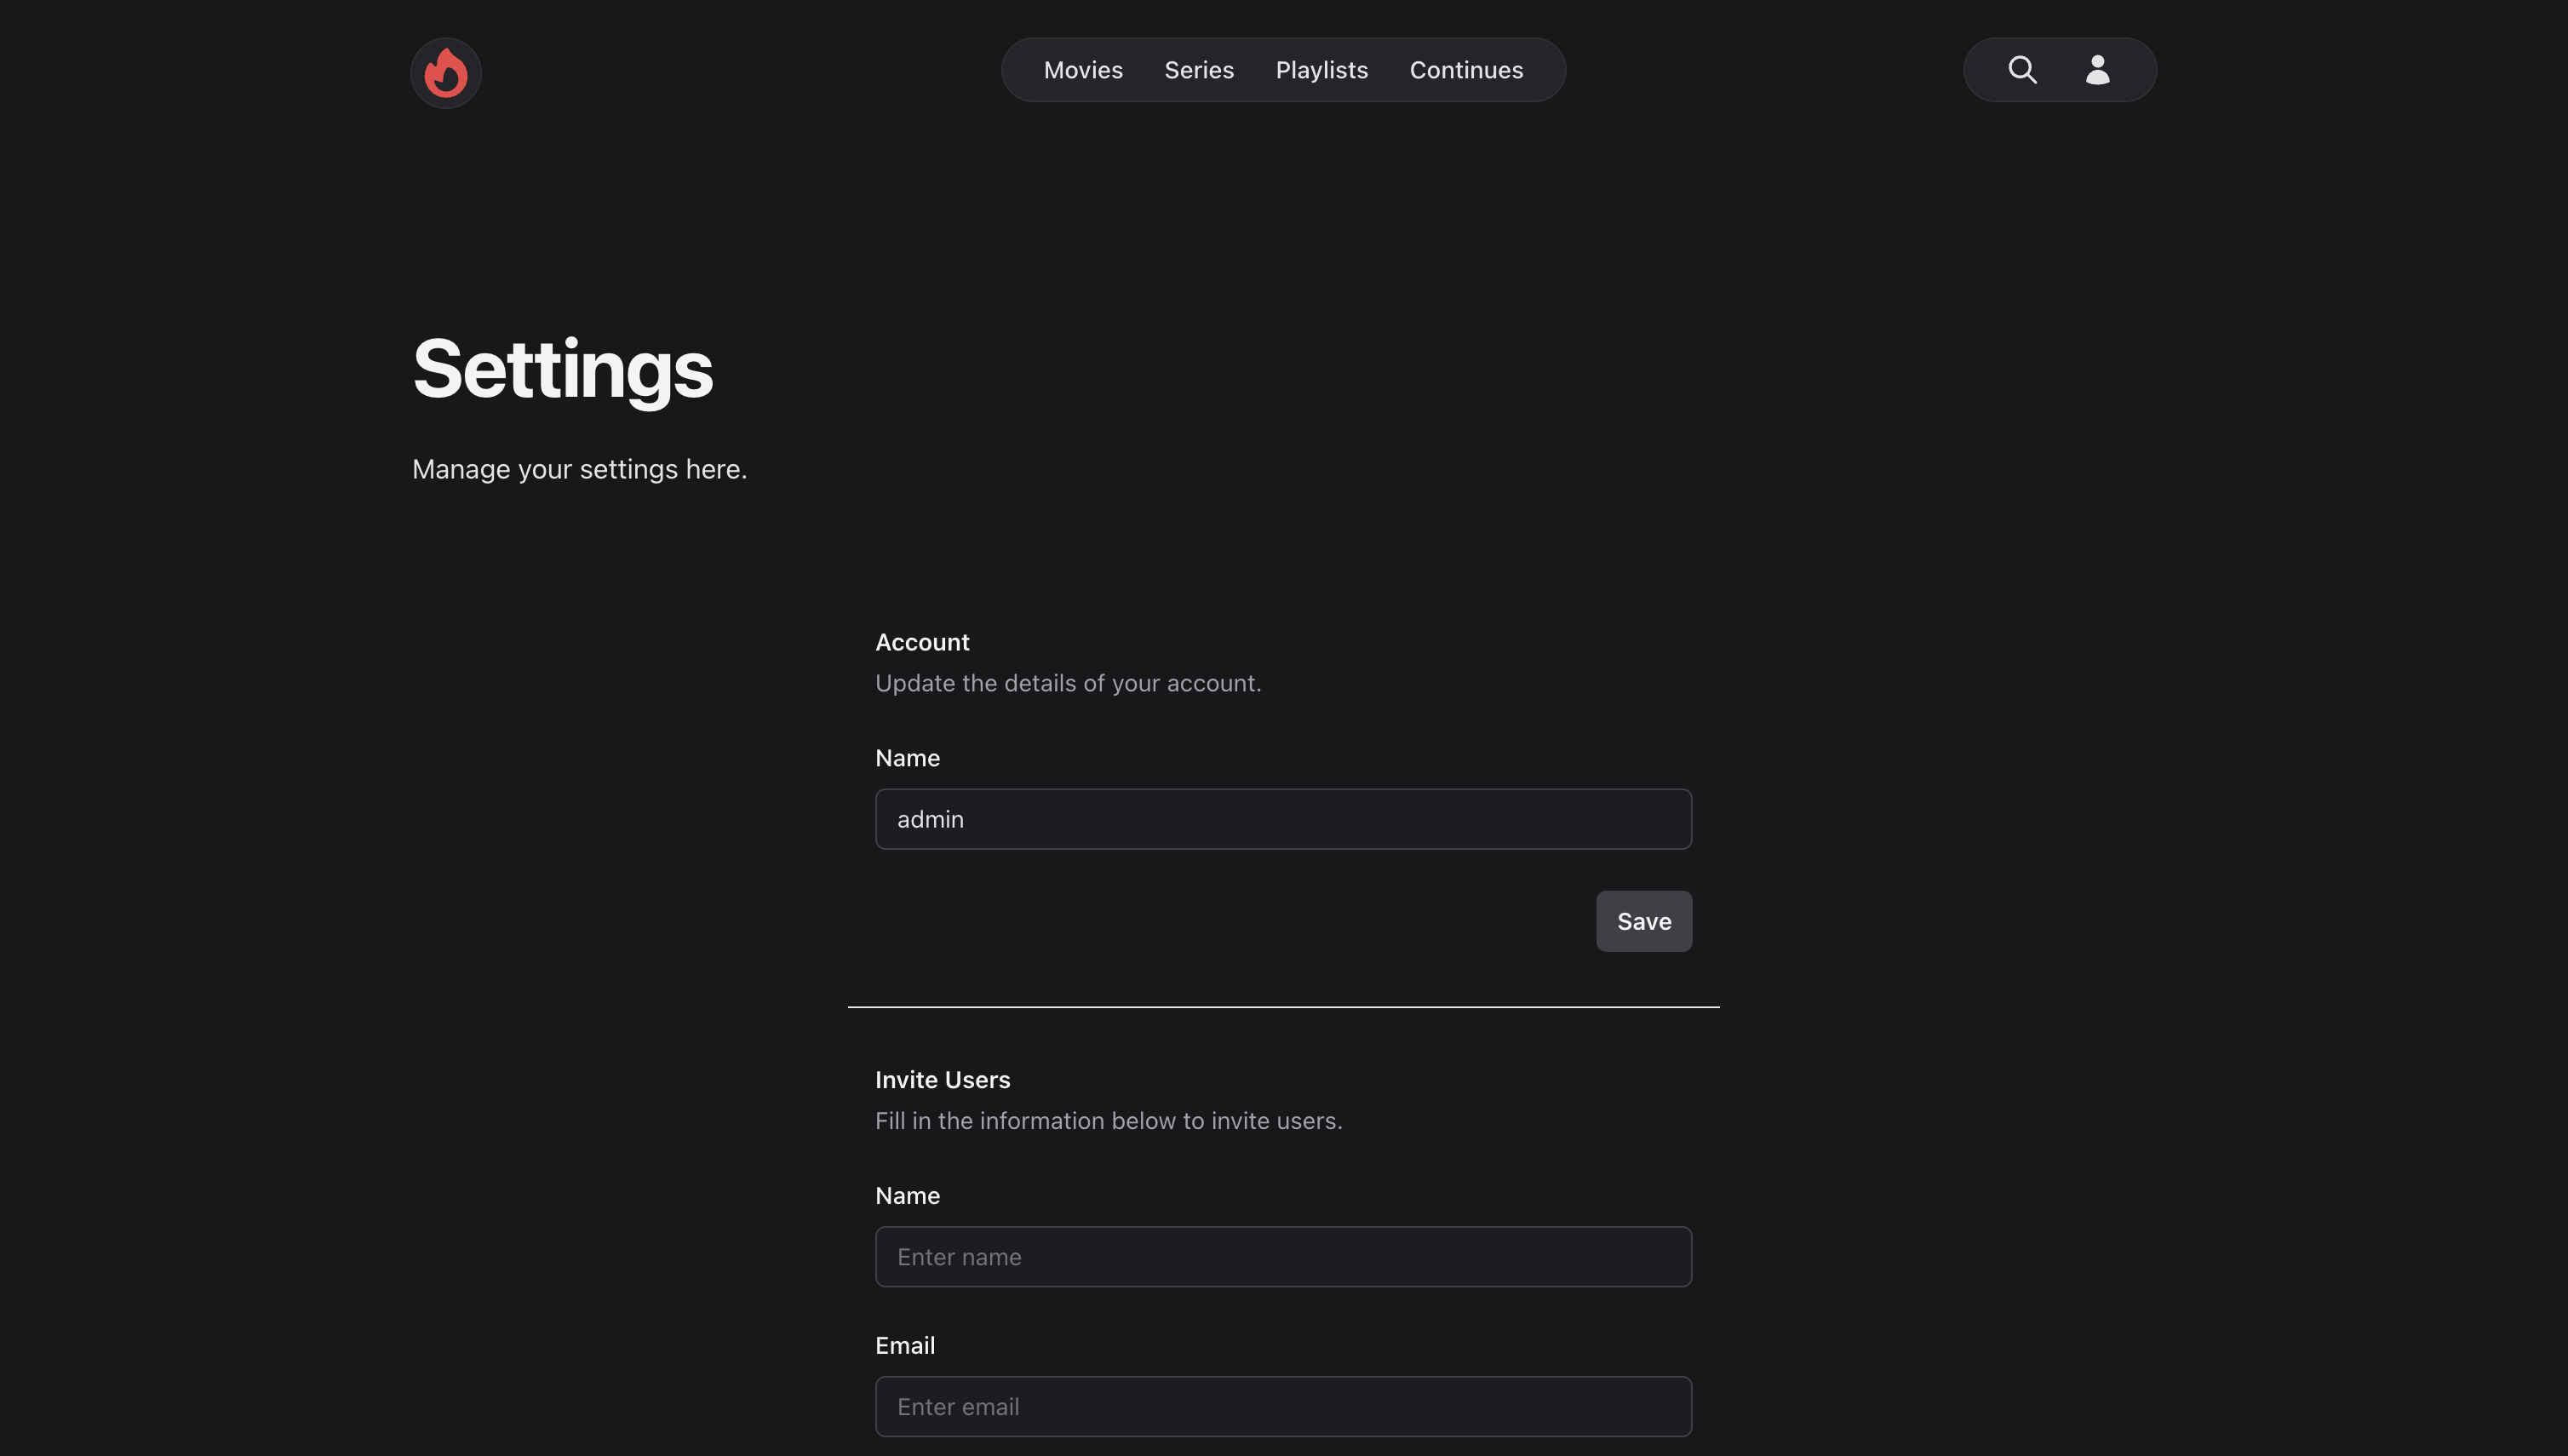 Movies Series Playlists Continues
Settings
Manage your settings here.
Account
Update the details of your account.
Name
admin
Save
Invite Users
Fill in the information below to invite users.
Name
Enter name
Email
Enter email